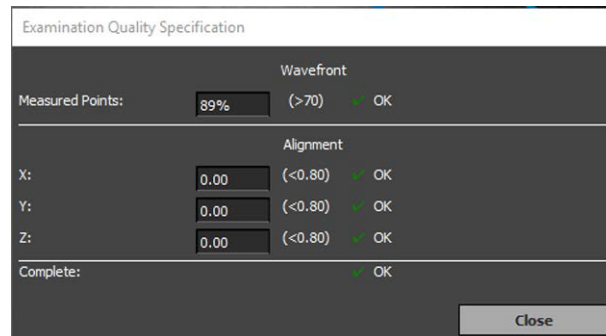 Examination Quality Specification
Wavefront
Measured Points: 89% (>70) ✓ OK
Alignment
X: 0.00 (<0.80) ✓ OK
Y: 0.00 (<0.80) ✓ OK
Z: 0.00 (<0.80) ✓ OK
Complete: ✓ OK
Close